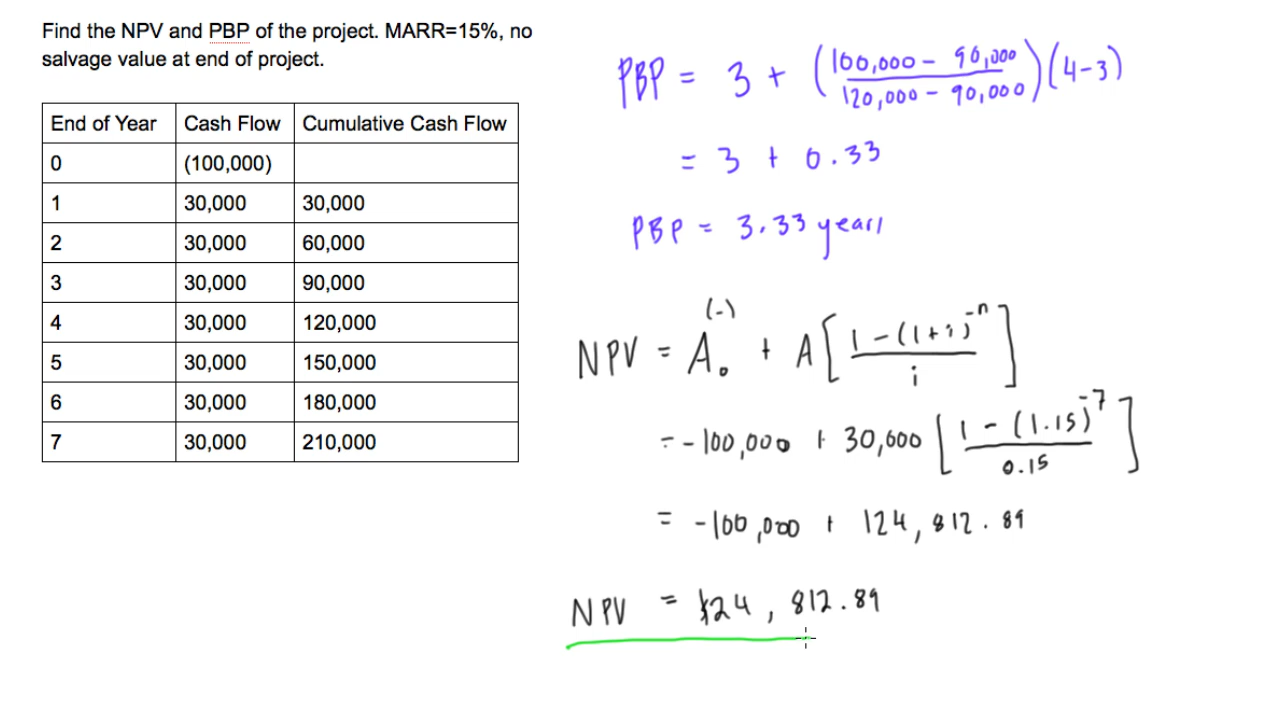 Find the NPV and PBP of the project. MARR=15%, no
salvage value at end of project.
End of Year Cash Flow Cumulative Cash Flow
0 (100,000)
1 30,000 30,000
2 30,000 60,000
3 30,000 90,000
4 30,000 120,000
5 30,000 150,000
6 30,000 180,000
7 30,000 210,000
PBP = 3 + ( (100,000 - 90,000) / (120,000 - 90,000) ) (4-3)
= 3 + 0.33
PBP = 3.33 years
(-)
NPV = A₀ + A [ (1 - (1+i)⁻ⁿ) / i ]
= -100,000 + 30,000 [ (1 - (1.15)⁻⁷) / 0.15 ]
= -100,000 + 124,812.89
NPV = $24,812.89